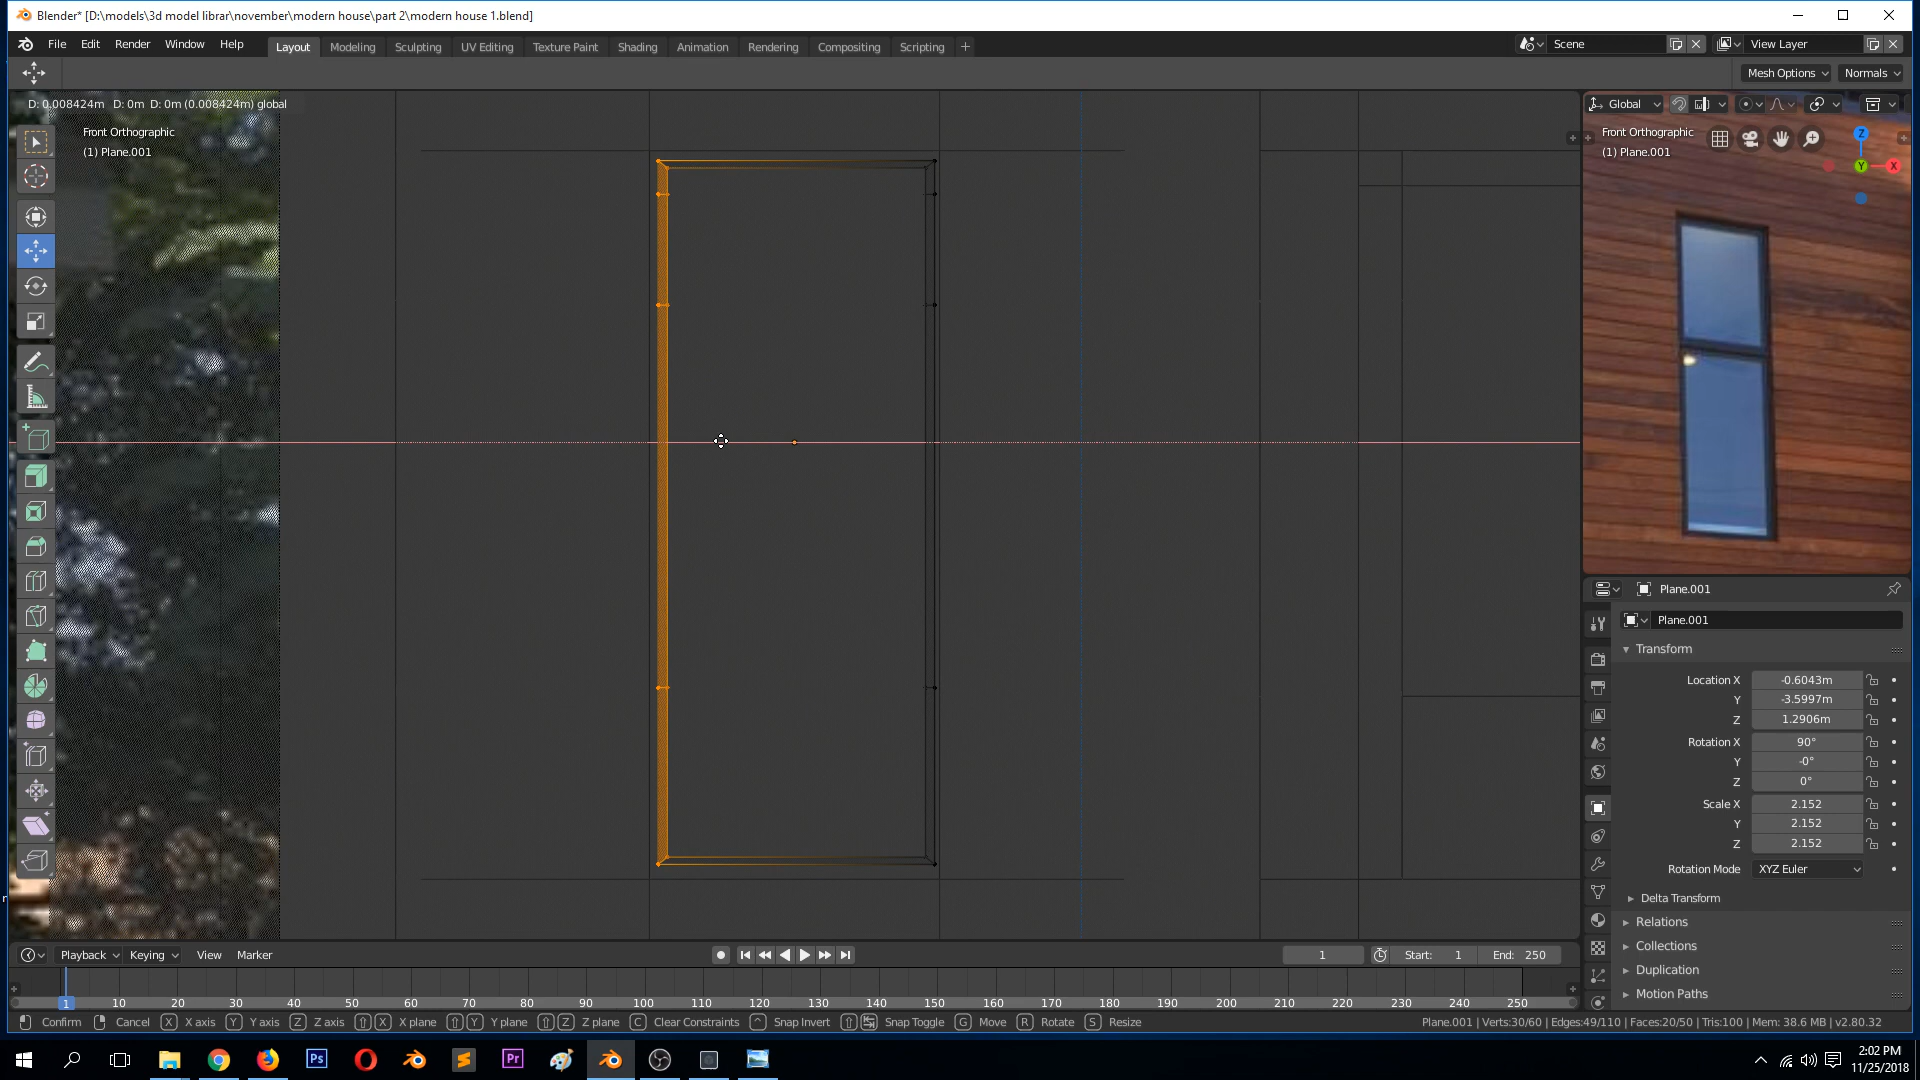 Blender* [D:\models\3d model librar\november\modern house\part 2\modern house 1.blend]
File Edit Render Window Help Layout Modeling Sculpting UV Editing Texture Paint Shading Animation Rendering Compositing Scripting + Scene View Layer
Mesh Options Normals
D: 0.008424m D: 0m D: 0m (0.008424m) global
Global
Front Orthographic
(1) Plane.001
Front Orthographic
(1) Plane.001
Z
Y
X
Plane.001
Plane.001
Transform
Location X -0.6043m
Y -3.5997m
Z 1.2906m
Rotation X 90°
Y -0°
Z 0°
Scale X 2.152
Y 2.152
Z 2.152
Rotation Mode XYZ Euler
Delta Transform
Relations
Collections
Duplication
Motion Paths
Playback Keying View Marker 1 Start: 1 End: 250
1 10 20 30 40 50 60 70 80 90 100 110 120 130 140 150 160 170 180 190 200 210 220 230 240 250
Confirm Cancel X X axis Y Y axis Z Z axis X X plane Y Y plane Z Z plane C Clear Constraints ^ Snap Invert Snap Toggle G Move R Rotate S Resize Plane.001 | Verts:30/60 | Edges:49/110 | Faces:20/50 | Tris:100 | Mem: 38.6 MB | v2.80.32
Ps Pr
2:02 PM
11/25/2018